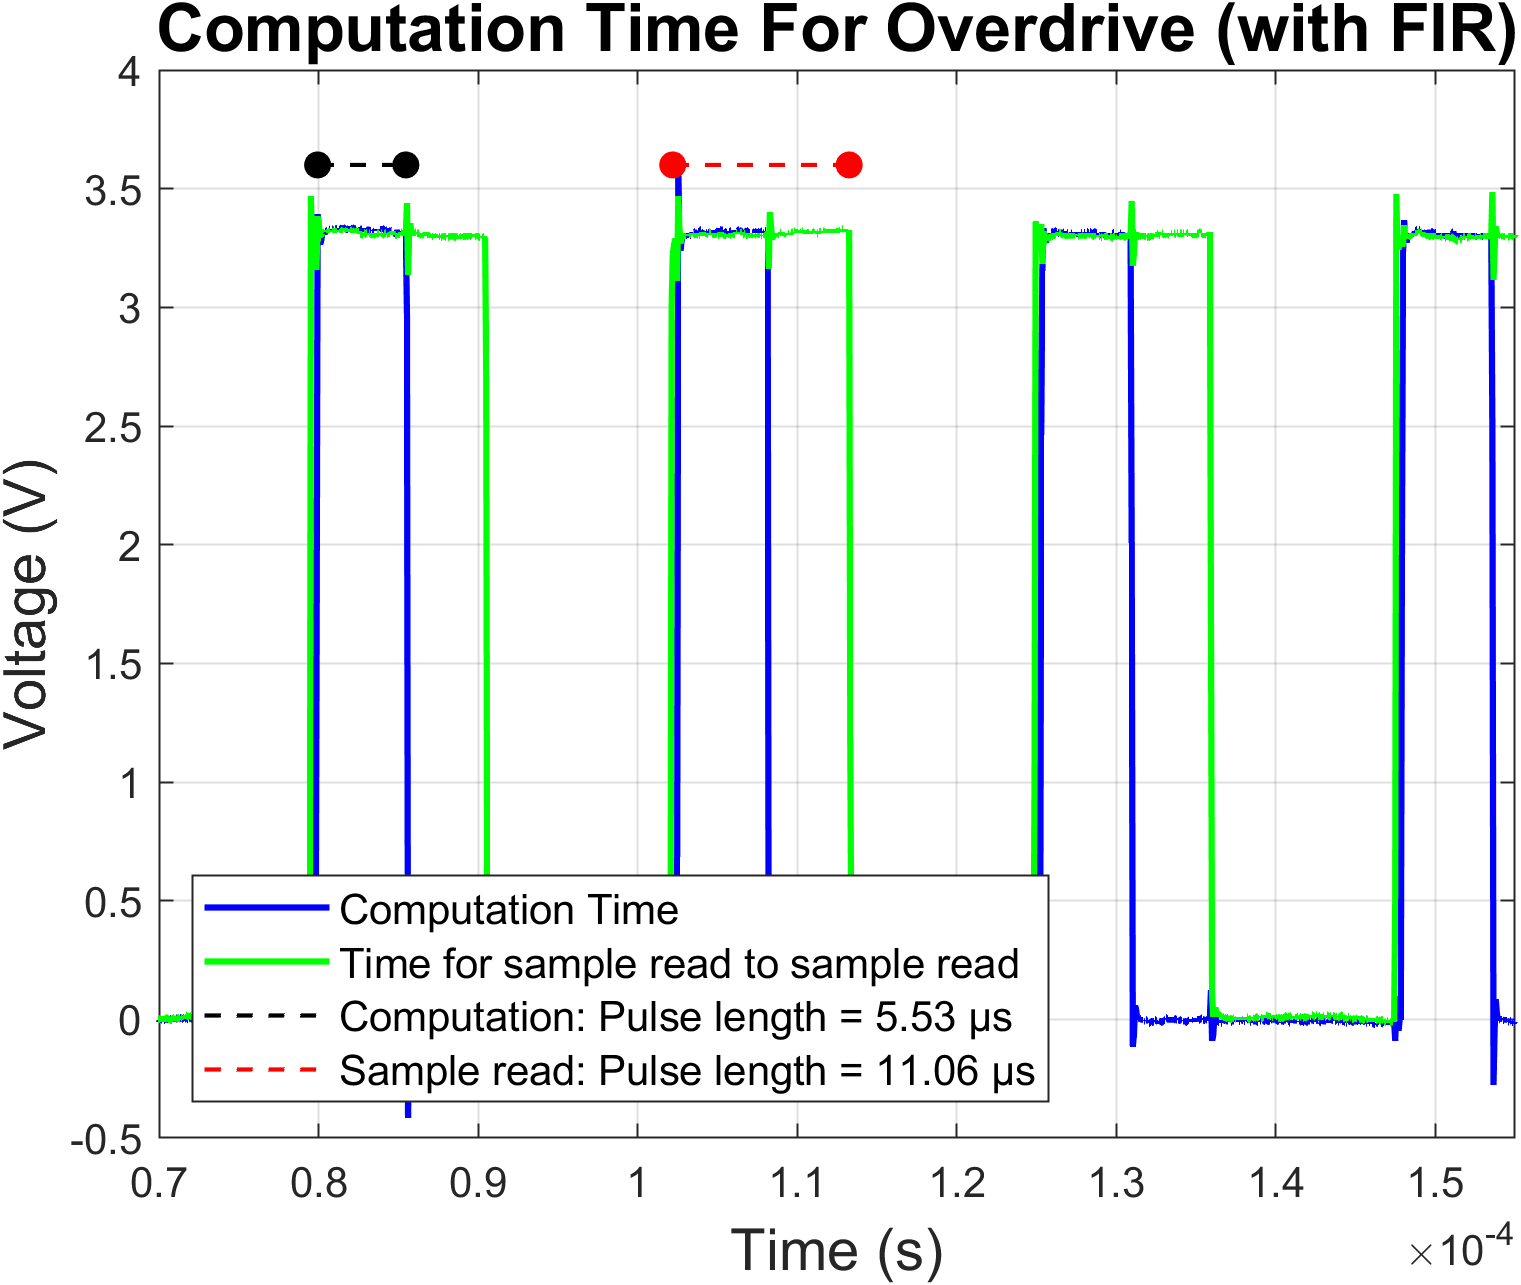 Computation Time For Overdrive (with FIR)
4
3.5
3
2.5
2
1.5
1
0.5
0
-0.5
Voltage (V)
Computation Time
Time for sample read to sample read
Computation: Pulse length = 5.53 μs
Sample read: Pulse length = 11.06 μs
0.7 0.8 0.9 1 1.1 1.2 1.3 1.4 1.5
Time (s)
×10-4